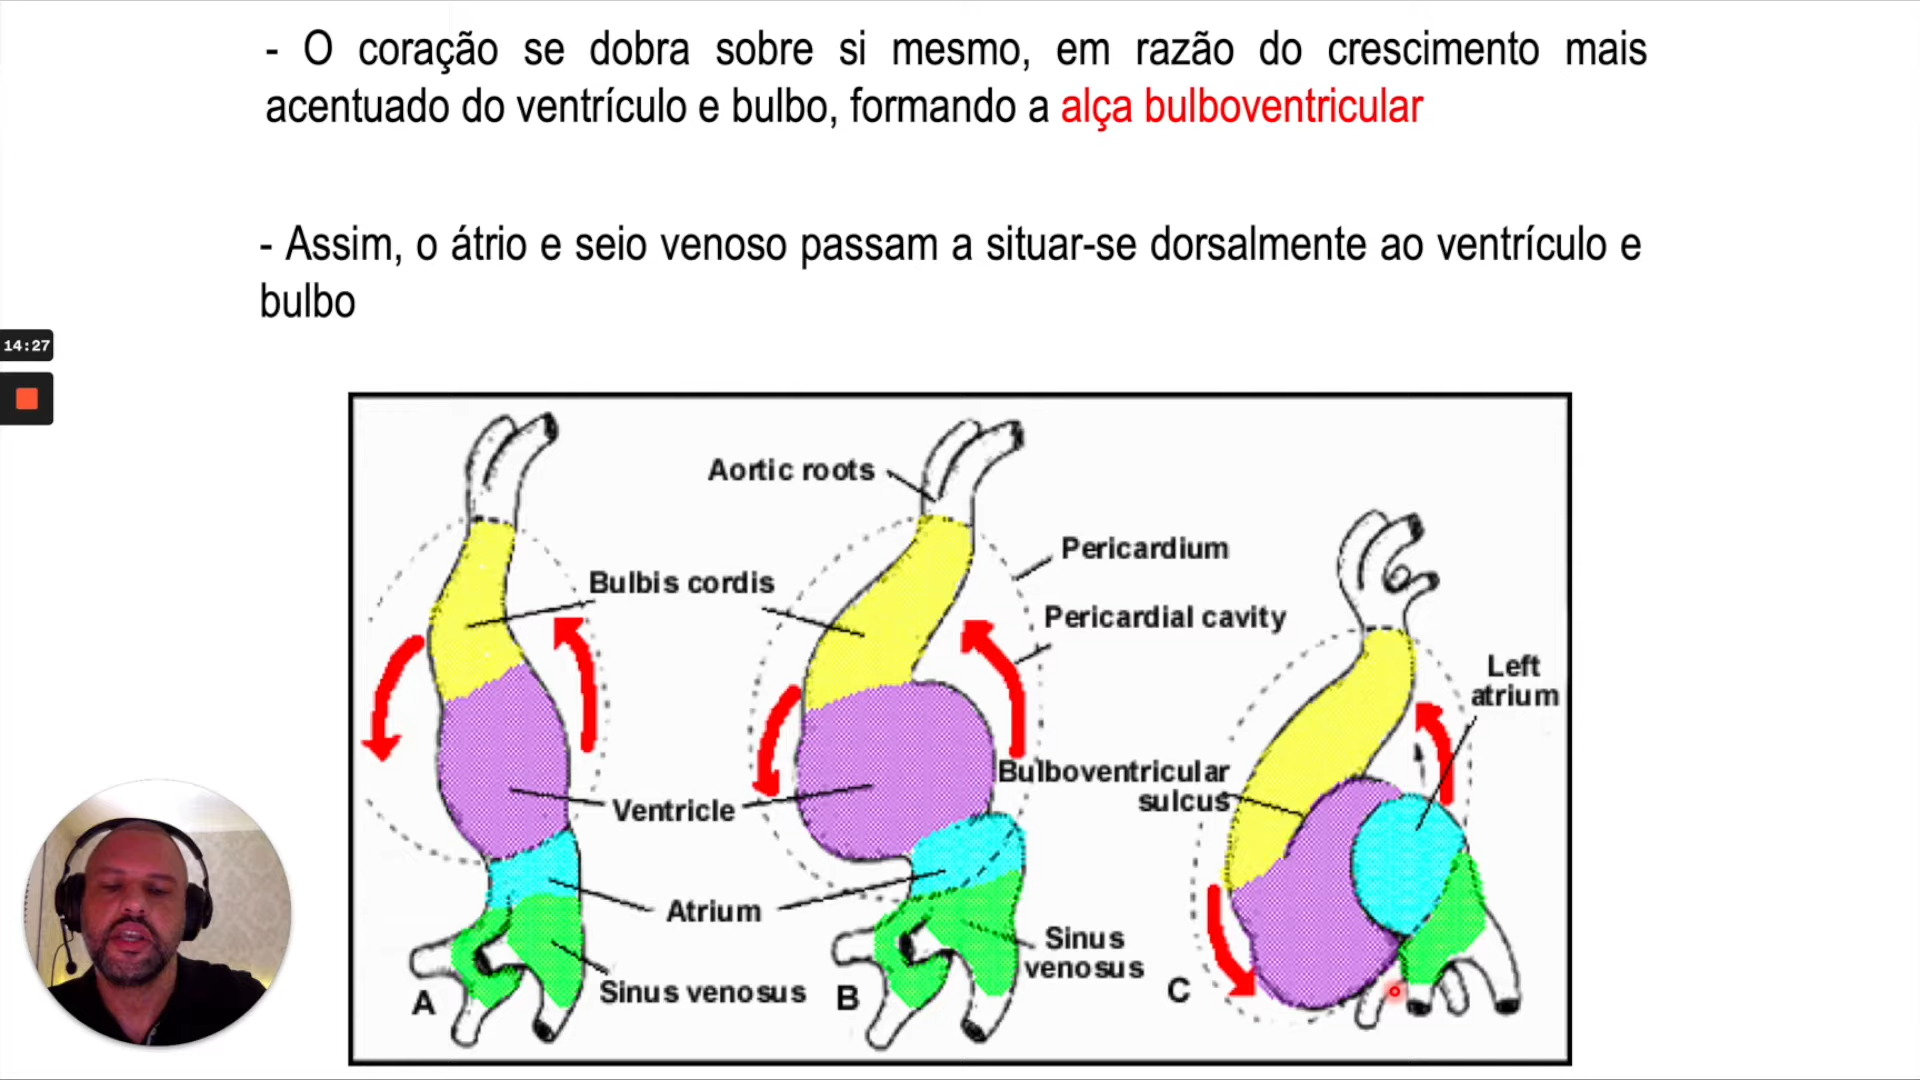 - O coração se dobra sobre si mesmo, em razão do crescimento mais
acentuado do ventrículo e bulbo, formando a alça bulboventricular
- Assim, o átrio e seio venoso passam a situar-se dorsalmente ao ventrículo e
bulbo
14:27
Aortic roots
Pericardium
Bulbis cordis
Pericardial cavity
Left
atrium
Bulboventricular
sulcus
Ventricle
Atrium
Sinus
venosus
Sinus venosus
A
B
C